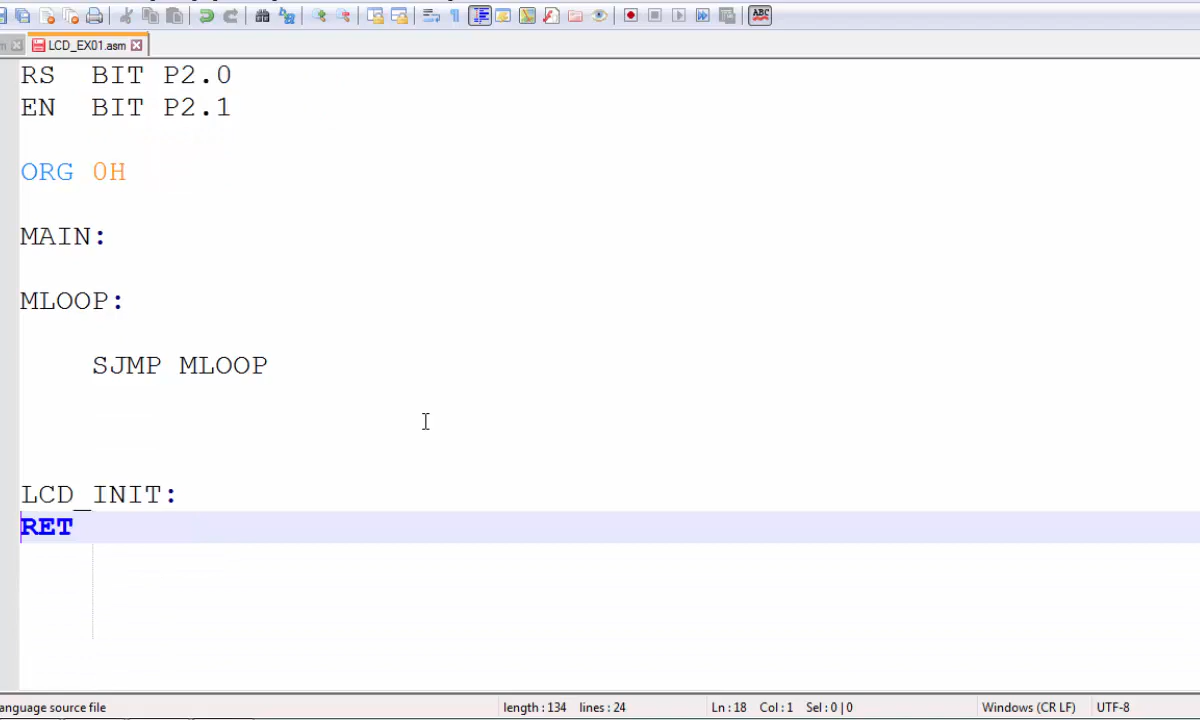 LCD_EX01.asm
RS BIT P2.0
EN BIT P2.1
ORG 0H
MAIN:
MLOOP:
SJMP MLOOP
LCD_INIT:
RET
anguage source file length : 134 lines : 24 Ln : 18 Col : 1 Sel : 0 | 0 Windows (CR LF) UTF-8